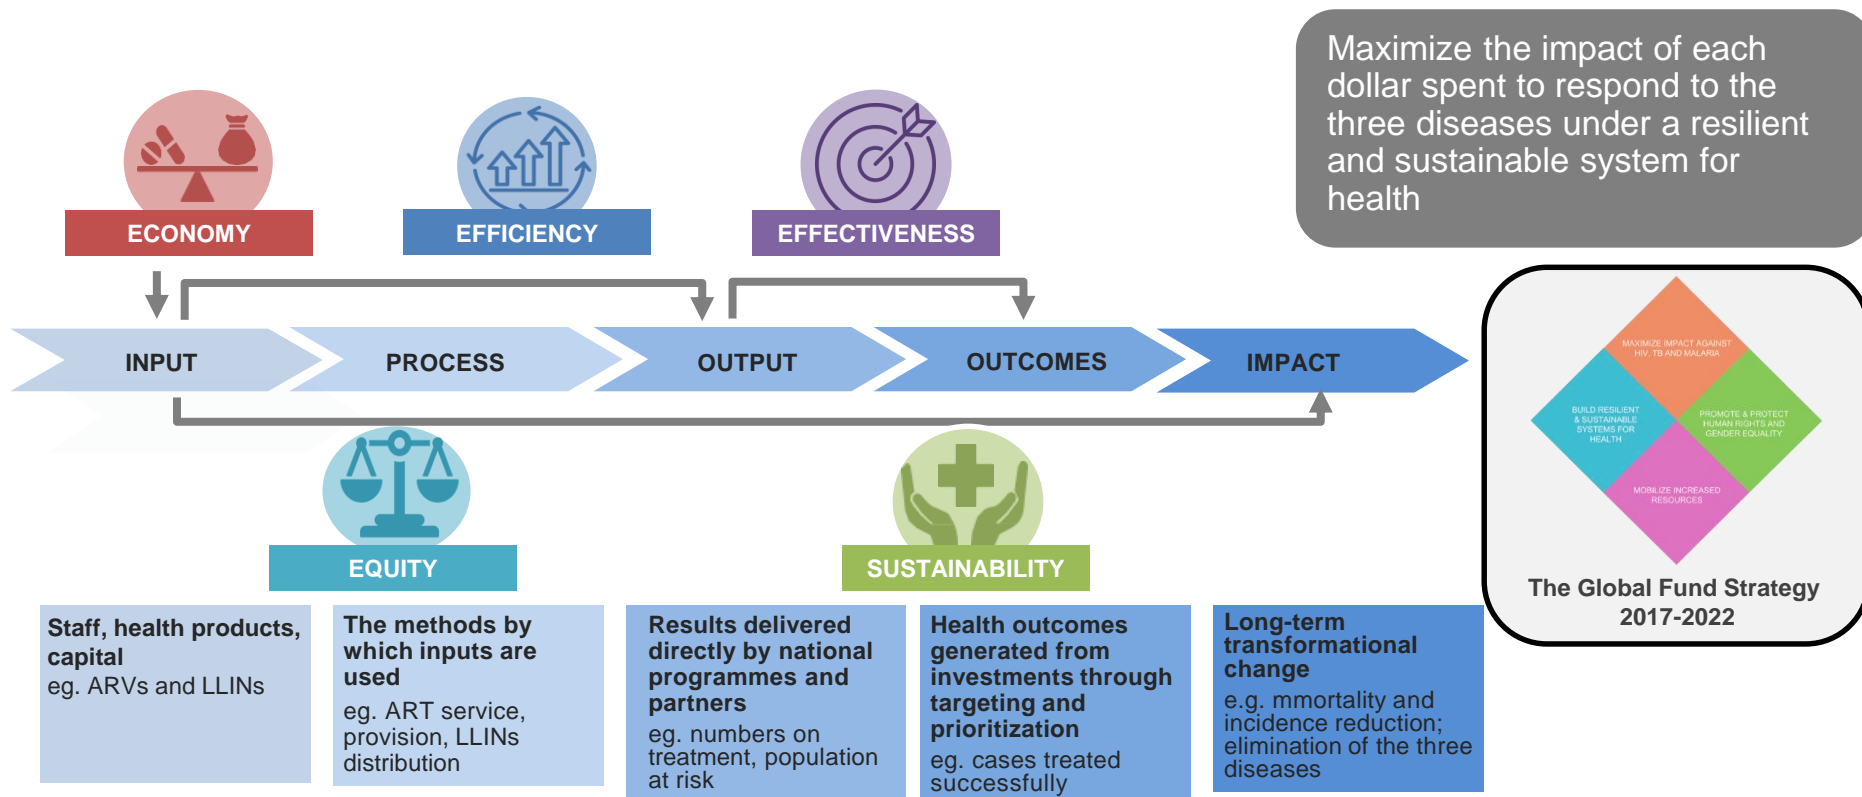 Maximize the impact of each
dollar spent to respond to the
three diseases under a resilient
and sustainable system for
health
ECONOMY
EFFICIENCY
EFFECTIVENESS
INPUT
PROCESS
OUTPUT
OUTCOMES
IMPACT
MAXIMIZE IMPACT AGAINST
HIV, TB AND MALARIA
BUILD RESILIENT
& SUSTAINABLE
SYSTEMS FOR
HEALTH
PROMOTE & PROTECT
HUMAN RIGHTS AND
GENDER EQUALITY
MOBILIZE INCREASED
RESOURCES
The Global Fund Strategy
2017-2022
EQUITY
SUSTAINABILITY
Staff, health products,
capital
eg. ARVs and LLINs
The methods by
which inputs are
used
eg. ART service,
provision, LLINs
distribution
Results delivered
directly by national
programmes and
partners
eg. numbers on
treatment, population
at risk
Health outcomes
generated from
investments through
targeting and
prioritization
eg. cases treated
successfully
Long-term
transformational
change
e.g. mmortality and
incidence reduction;
elimination of the three
diseases